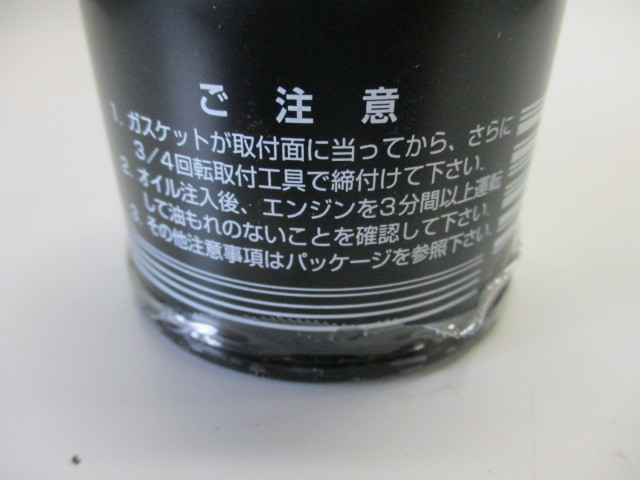 ご注意
1. ガスケットが取付面に当ってから、さらに
3/4回転取付工具で締付けて下さい。
2. オイル注入後、エンジンを3分間以上運転
して油もれのないことを確認して下さい。
3. その他注意事項はパッケージを参照下さい。